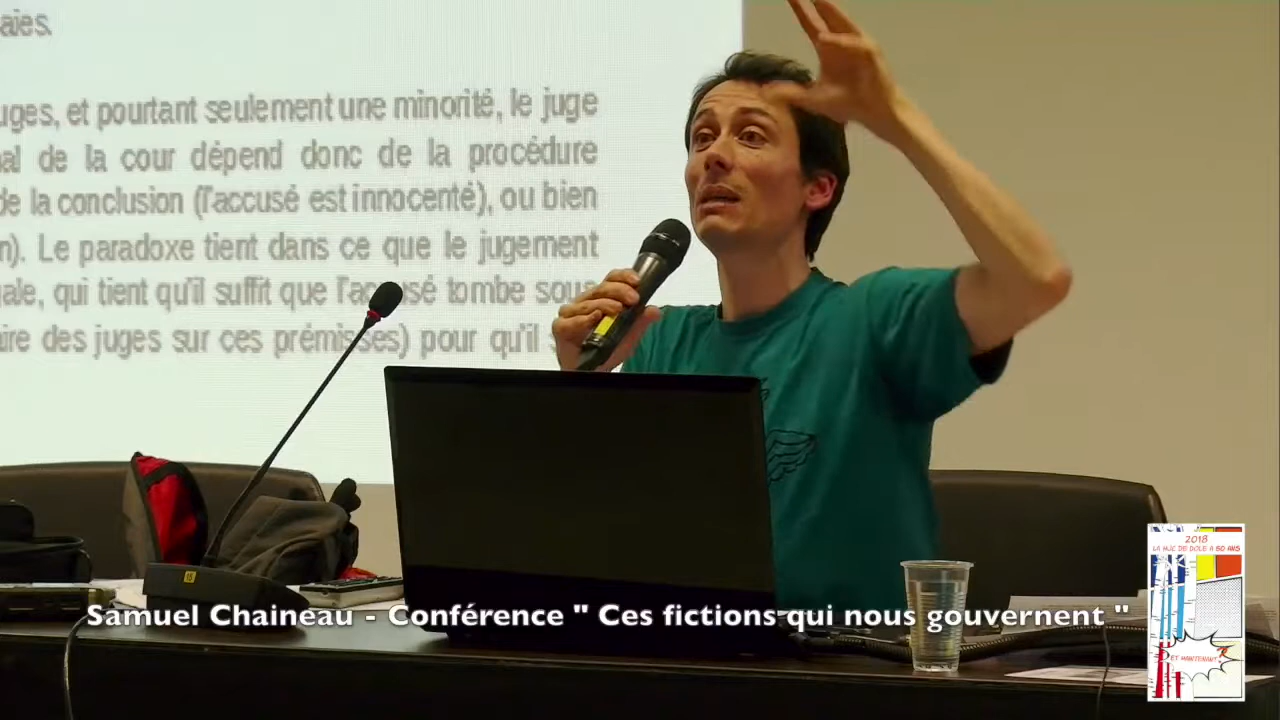 aies.
uges, et pourtant seulement une minorité, le juge
al de la cour dépend donc de la procédure
de la conclusion (l'accusé est innocenté), ou bien
n). Le paradoxe tient dans ce que le jugement
gale, qui tient qu'il suffit que l'accusé tombe sous
aire des juges sur ces prémisses) pour qu'il s
15
Samuel Chaineau - Conférence " Ces fictions qui nous gouvernent "
2018
LA MJC DE DOLE A 50 ANS
ET MAINTENANT ?